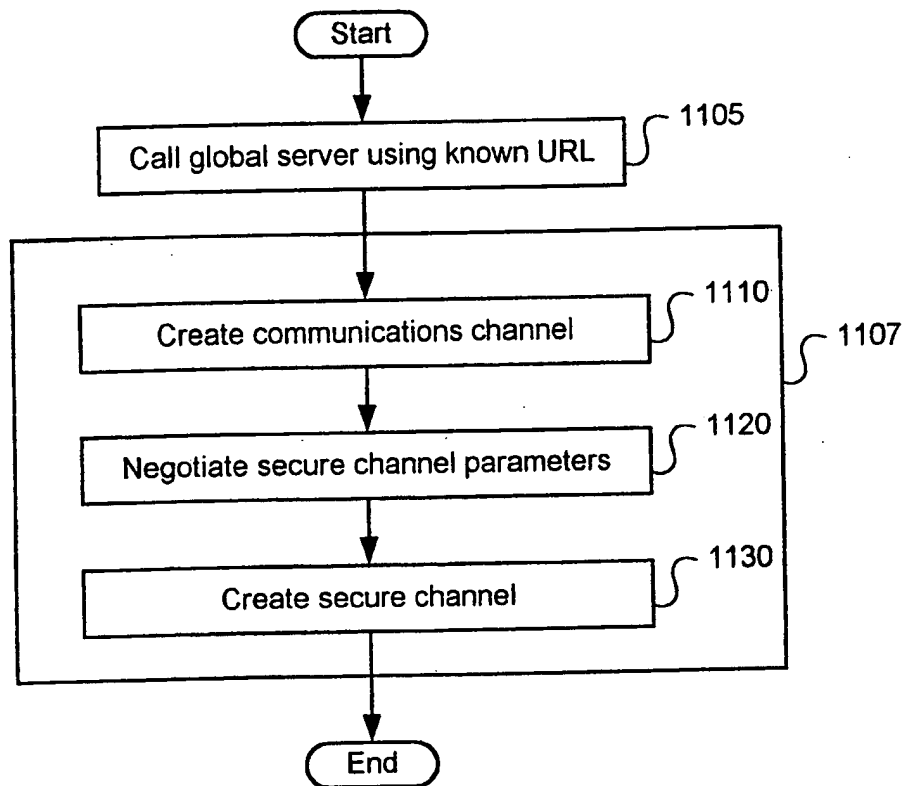 Start
Call global server using known URL
1105
Create communications channel
1110
1107
Negotiate secure channel parameters
1120
Create secure channel
1130
End